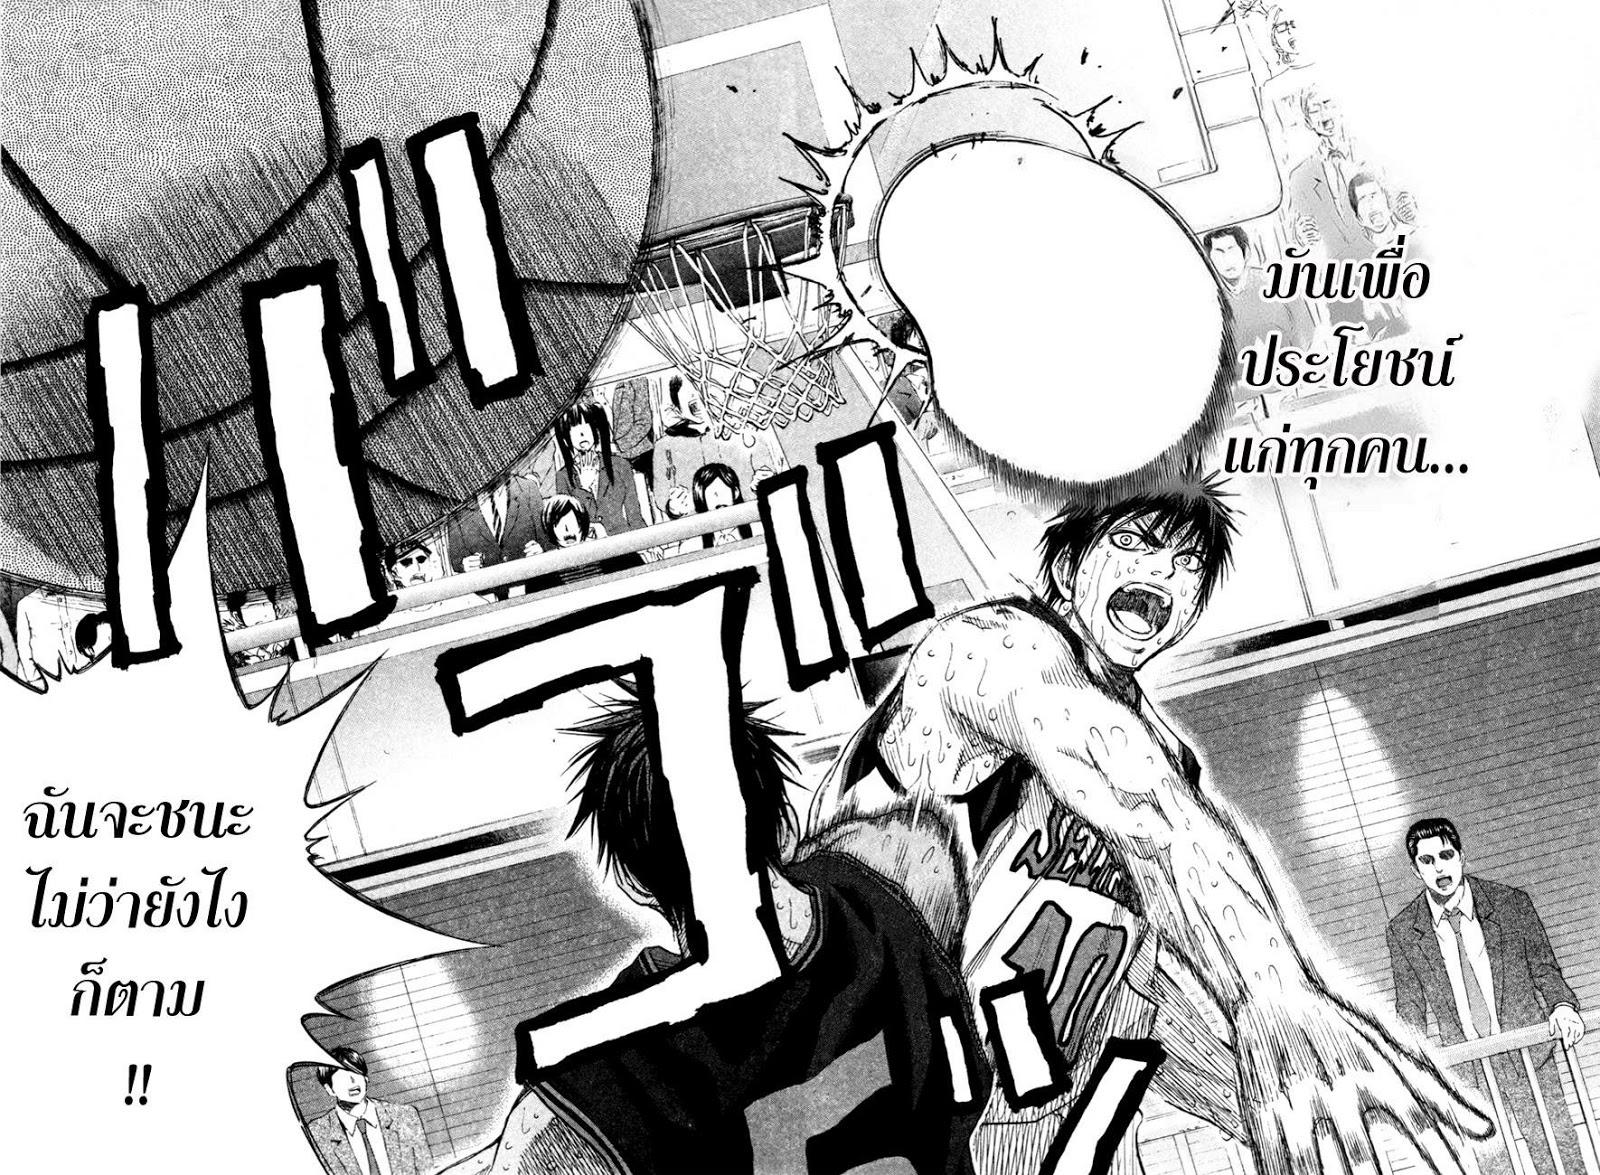 มันเพื่อ
ประโยชน์
แก่ทุกคน...
ฉันจะชนะ
ไม่ว่ายังไง
ก็ตาม
!!
10